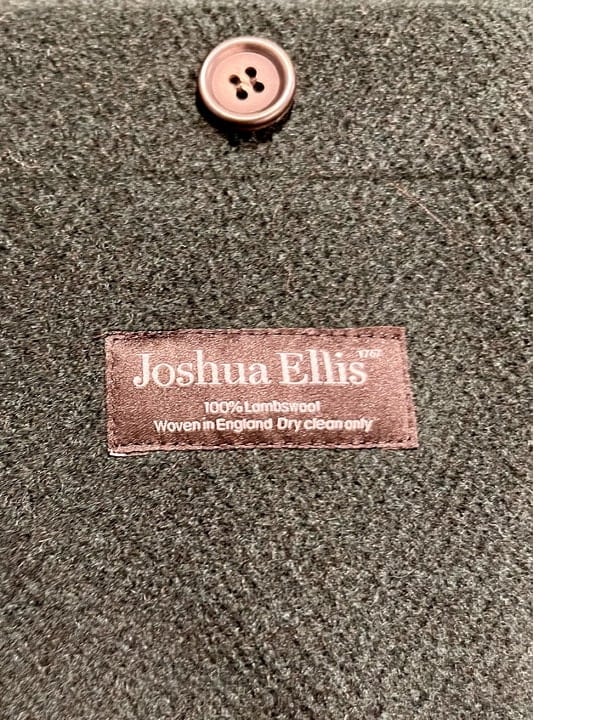 Joshua Ellis 1767
100% Lambswool
Woven in England Dry clean only